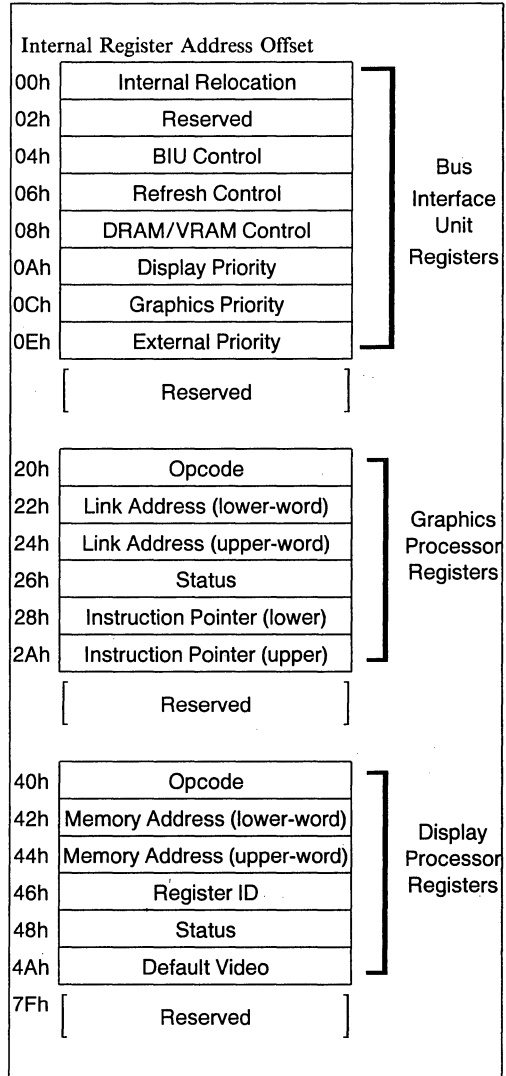 Internal Register Address Offset
00h Internal Relocation
02h Reserved
04h BIU Control
06h Refresh Control
08h DRAM/VRAM Control
0Ah Display Priority
0Ch Graphics Priority
0Eh External Priority
Bus
Interface
Unit
Registers
[ Reserved ]
20h Opcode
22h Link Address (lower-word)
24h Link Address (upper-word)
26h Status
28h Instruction Pointer (lower)
2Ah Instruction Pointer (upper)
Graphics
Processor
Registers
[ Reserved ]
40h Opcode
42h Memory Address (lower-word)
44h Memory Address (upper-word)
46h Register ID
48h Status
4Ah Default Video
Display
Processor
Registers
7Fh [ Reserved ]